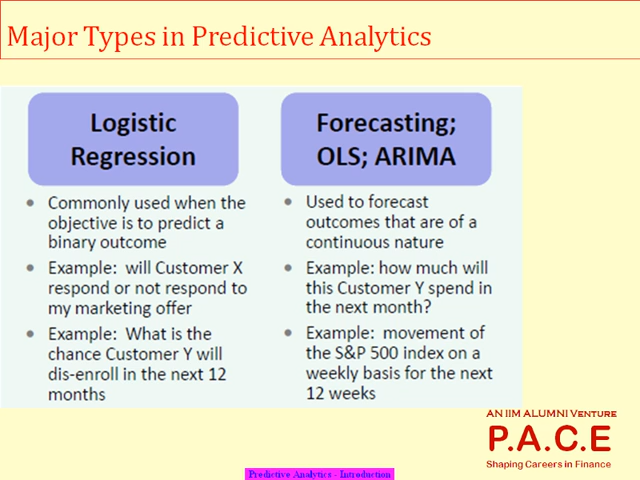 Major Types in Predictive Analytics
Logistic
Regression
• Commonly used when the
objective is to predict a
binary outcome
• Example: will Customer X
respond or not respond to
my marketing offer
• Example: What is the
chance Customer Y will
dis-enroll in the next 12
months
Forecasting;
OLS; ARIMA
• Used to forecast
outcomes that are of a
continuous nature
• Example: how much will
this Customer Y spend in
the next month?
• Example: movement of
the S&P 500 index on a
weekly basis for the next
12 weeks
AN IIM ALUMNI VENTURE
P.A.C.E
Shaping Careers in Finance
Predictive Analytics - Introduction